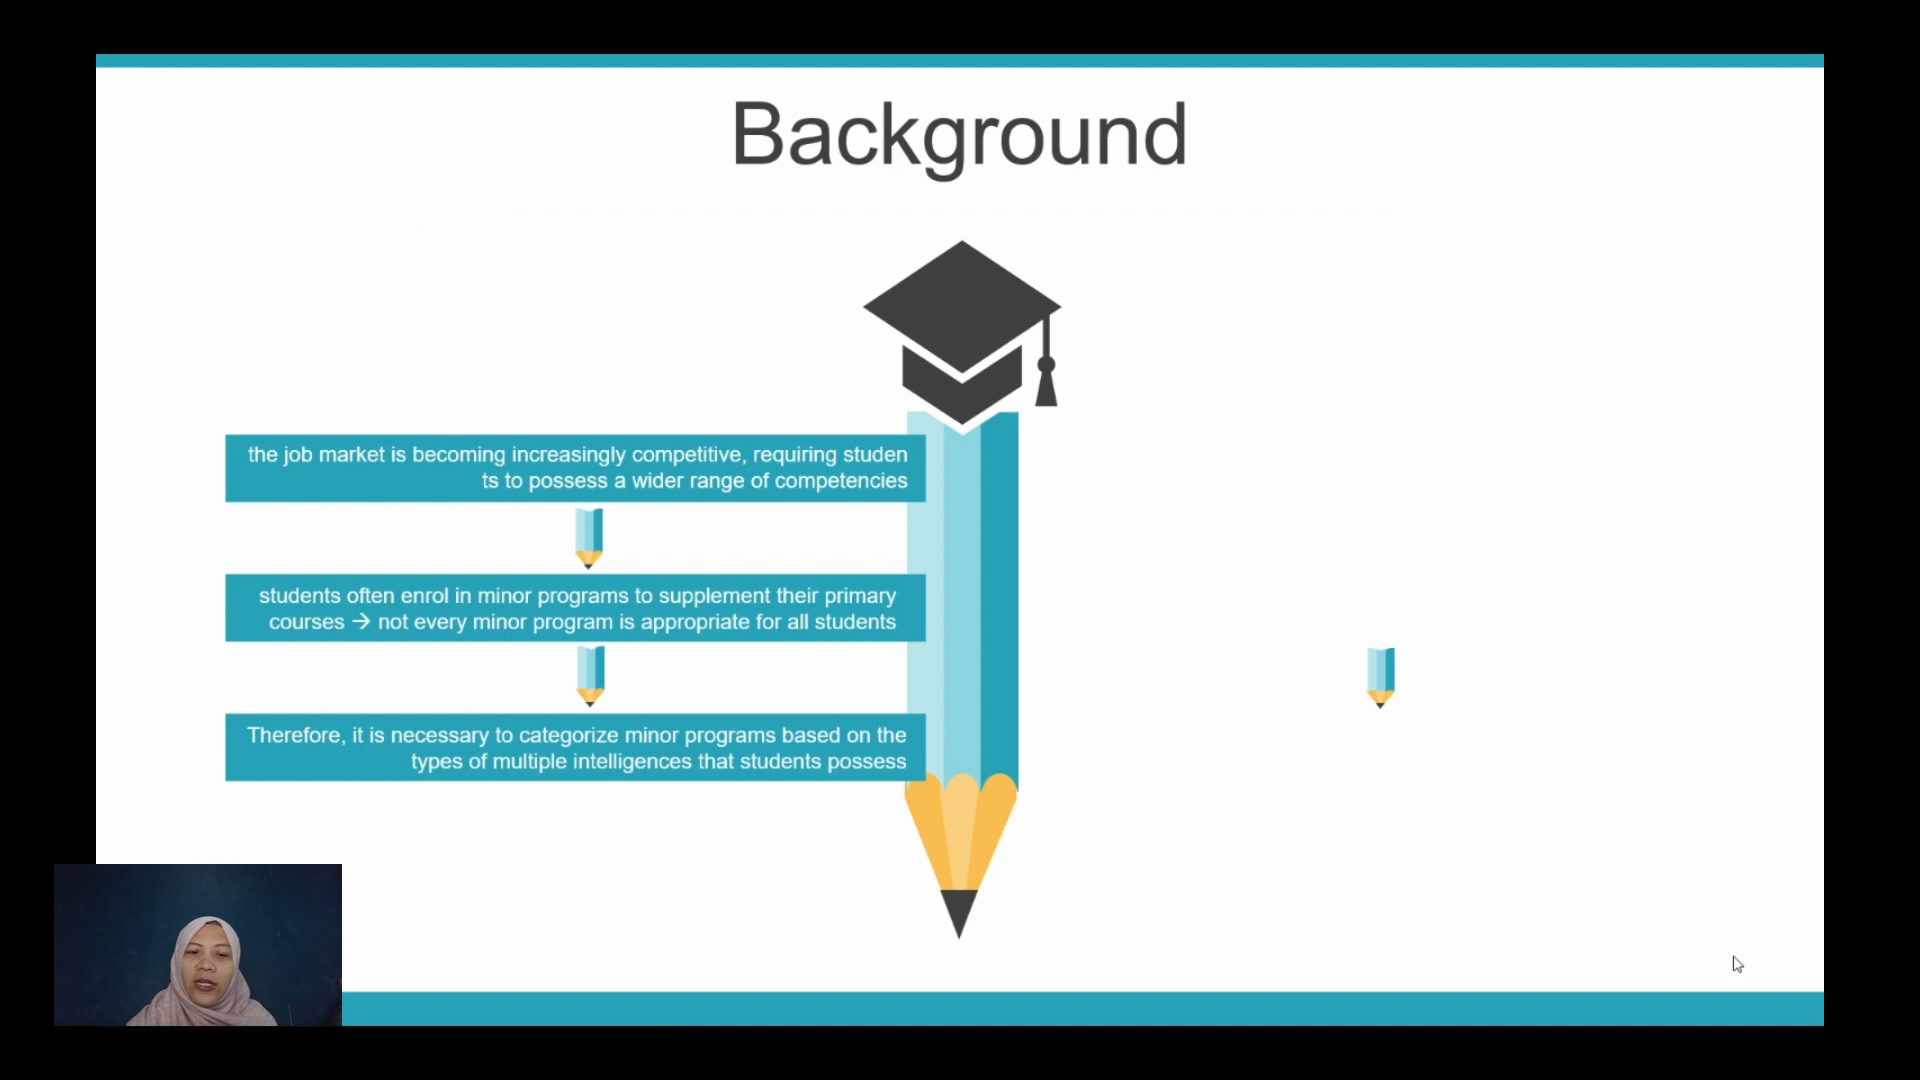 Background
the job market is becoming increasingly competitive, requiring studen
ts to possess a wider range of competencies
students often enrol in minor programs to supplement their primary
courses → not every minor program is appropriate for all students
Therefore, it is necessary to categorize minor programs based on the
types of multiple intelligences that students possess